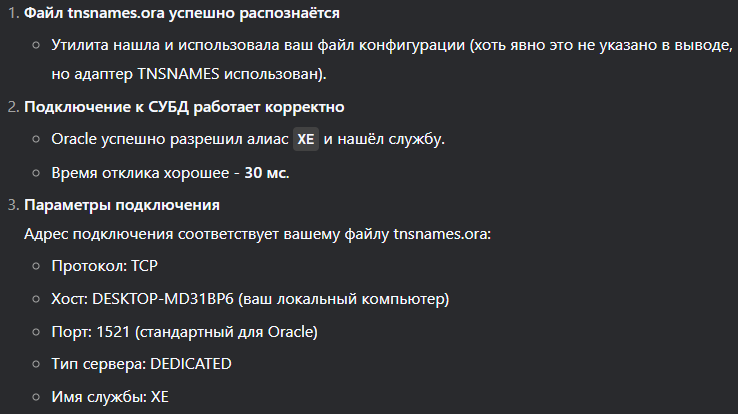 1. Файл tnsnames.ora успешно распознаётся
Утилита нашла и использовала ваш файл конфигурации (хоть явно это не указано в выводе,
но адаптер TNSNAMES использован).
2. Подключение к СУБД работает корректно
Oracle успешно разрешил алиас XE и нашёл службу.
Время отклика хорошее - 30 мс.
3. Параметры подключения
Адрес подключения соответствует вашему файлу tnsnames.ora:
Протокол: TCP
Хост: DESKTOP-MD31BP6 (ваш локальный компьютер)
Порт: 1521 (стандартный для Oracle)
Тип сервера: DEDICATED
Имя службы: XE